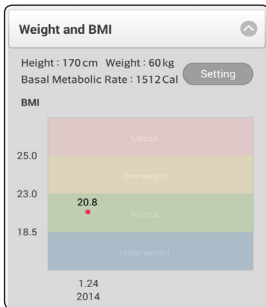 Weight and BMI
Height : 170 cm Weight : 60 kg
Basal Metabolic Rate : 1512 Cal
Setting
BMI
Obese
25.0
Overweight
23.0
20.8
Normal
18.5
Underweight
1.24
2014